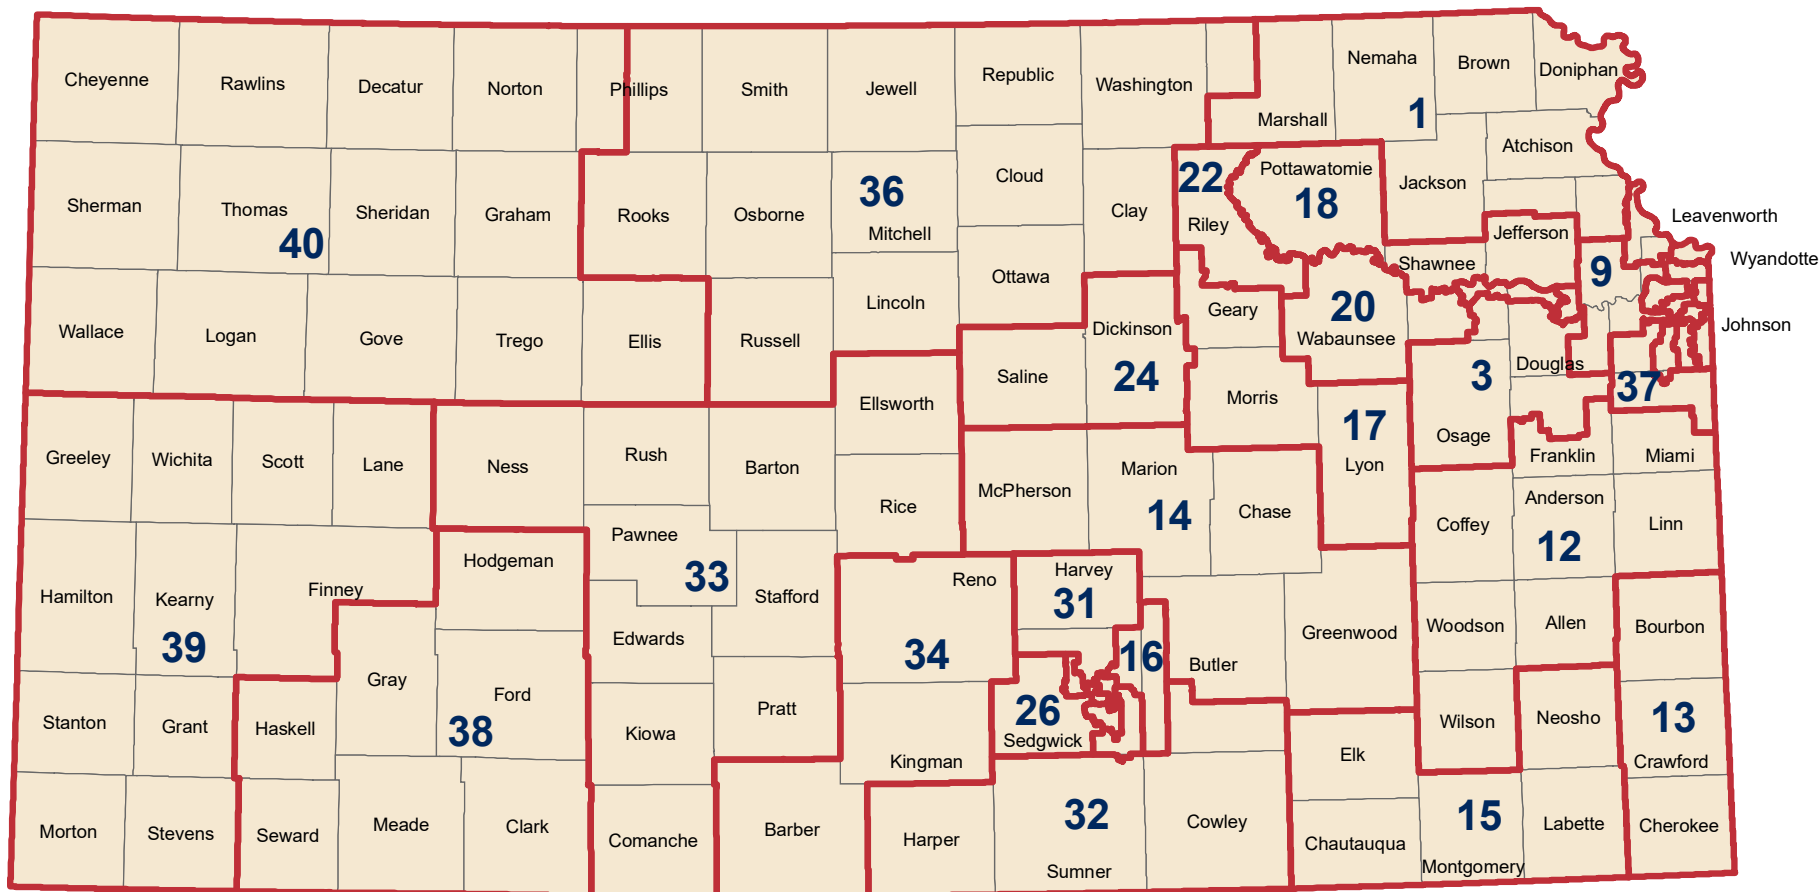 Cheyenne
Rawlins
Decatur
Norton
Phillips
Smith
Jewell
Republic
Washington
Marshall
Nemaha
1
Brown
Doniphan
Sherman
Thomas
40
Sheridan
Graham
Rooks
Osborne
36
Mitchell
Cloud
Clay
22
Riley
Pottawatomie
18
Jackson
Atchison
Jefferson
Leavenworth
Shawnee
9
Wyandotte
Wallace
Logan
Gove
Trego
Ellis
Russell
Lincoln
Ottawa
Saline
Dickinson
24
Geary
20
Wabaunsee
Morris
3
Douglas
Johnson
37
Osage
Franklin
Miami
Greeley
Wichita
Scott
Lane
Ness
Rush
Barton
Ellsworth
Rice
McPherson
Marion
14
Chase
17
Lyon
Coffey
Anderson
12
Linn
Hamilton
Kearny
39
Finney
Hodgeman
Pawnee
33
Stafford
Edwards
Reno
34
Harvey
31
16
Butler
Greenwood
Woodson
Allen
Bourbon
Stanton
Grant
Haskell
Gray
Ford
38
Kiowa
Pratt
Kingman
26
Sedgwick
Elk
Wilson
Neosho
13
Crawford
Morton
Stevens
Seward
Meade
Clark
Comanche
Barber
Harper
32
Sumner
Cowley
Chautauqua
15
Montgomery
Labette
Cherokee